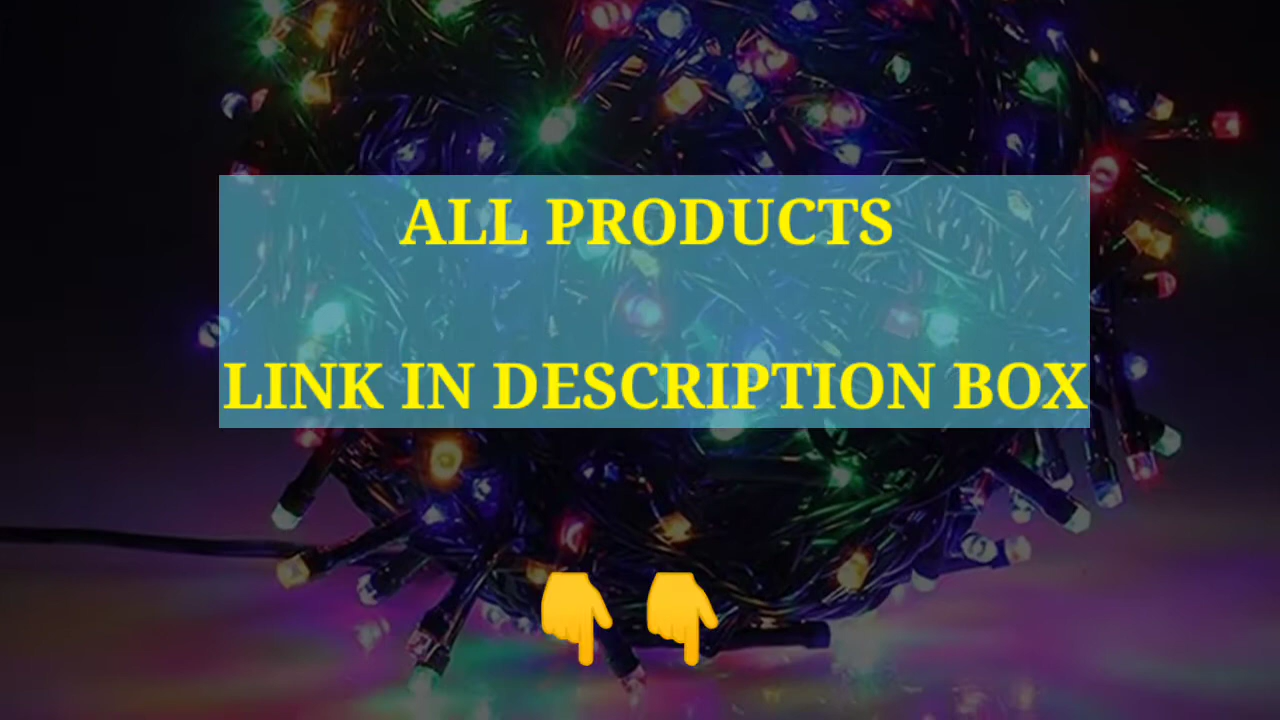 ALL PRODUCTS
LINK IN DESCRIPTION BOX
👇 👇